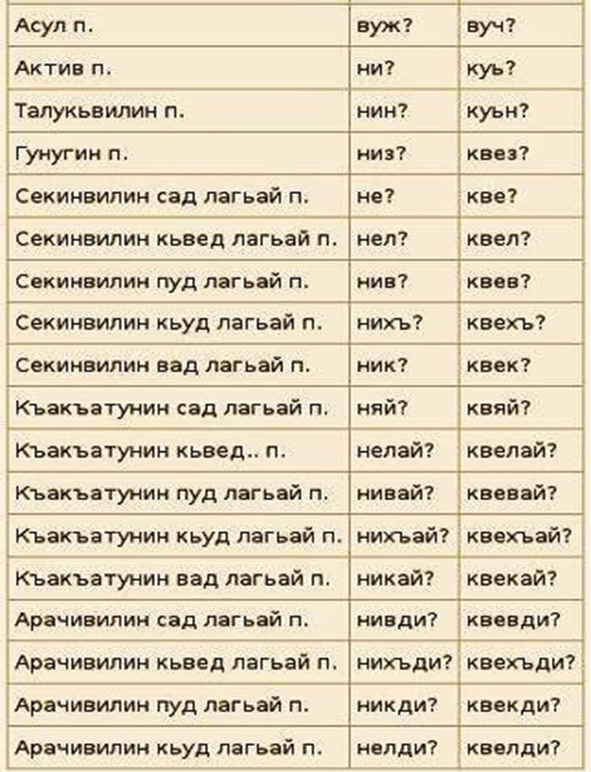 Асул п. вуж? вуч?
Актив п. ни? куь?
Талукьвилин п. нин? куьн?
Гунугин п. низ? квез?
Секинвилин сад лагьай п. не? кве?
Секинвилин кьвед лагьай п. нел? квел?
Секинвилин пуд лагьай п. нив? квев?
Секинвилин кьуд лагьай п. нихъ? квехъ?
Секинвилин вад лагьай п. ник? квек?
Къакъатунин сад лагьай п. няй? квяй?
Къакъатунин кьвед.. п. нелай? квелай?
Къакъатунин пуд лагьай п. нивай? квевай?
Къакъатунин кьуд лагьай п. нихъай? квехъай?
Къакъатунин вад лагьай п. никай? квекай?
Арачивилин сад лагьай п. нивди? квевди?
Арачивилин кьвед лагьай п. нихъди? квехъди?
Арачивилин пуд лагьай п. никди? квекди?
Арачивилин кьуд лагьай п. нелди? квелди?